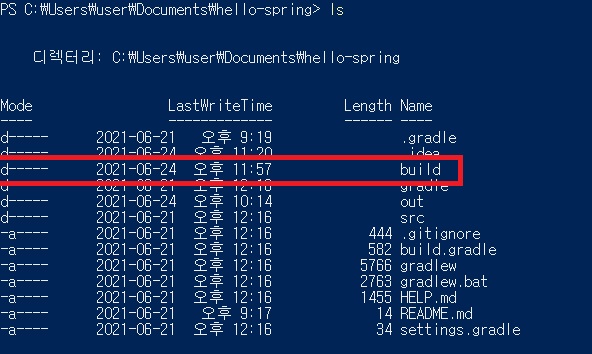 PS C:₩Users₩user₩Documents₩hello-spring> ls
디렉터리: C:₩Users₩user₩Documents₩hello-spring
Mode LastWriteTime Length Name
---- ------------- ------ ----
d----- 2021-06-21 오후 9:19 .gradle
d----- 2021-06-24 오후 11:20 .idea
d----- 2021-06-24 오후 11:57 build
d----- 2021-06-21 오후 12:16 gradle
d----- 2021-06-24 오후 10:14 out
d----- 2021-06-21 오후 12:16 src
-a---- 2021-06-21 오후 12:16 444 .gitignore
-a---- 2021-06-21 오후 12:16 582 build.gradle
-a---- 2021-06-21 오후 12:16 5766 gradlew
-a---- 2021-06-21 오후 12:16 2763 gradlew.bat
-a---- 2021-06-21 오후 12:16 1455 HELP.md
-a---- 2021-06-21 오후 9:17 14 README.md
-a---- 2021-06-21 오후 12:16 34 settings.gradle